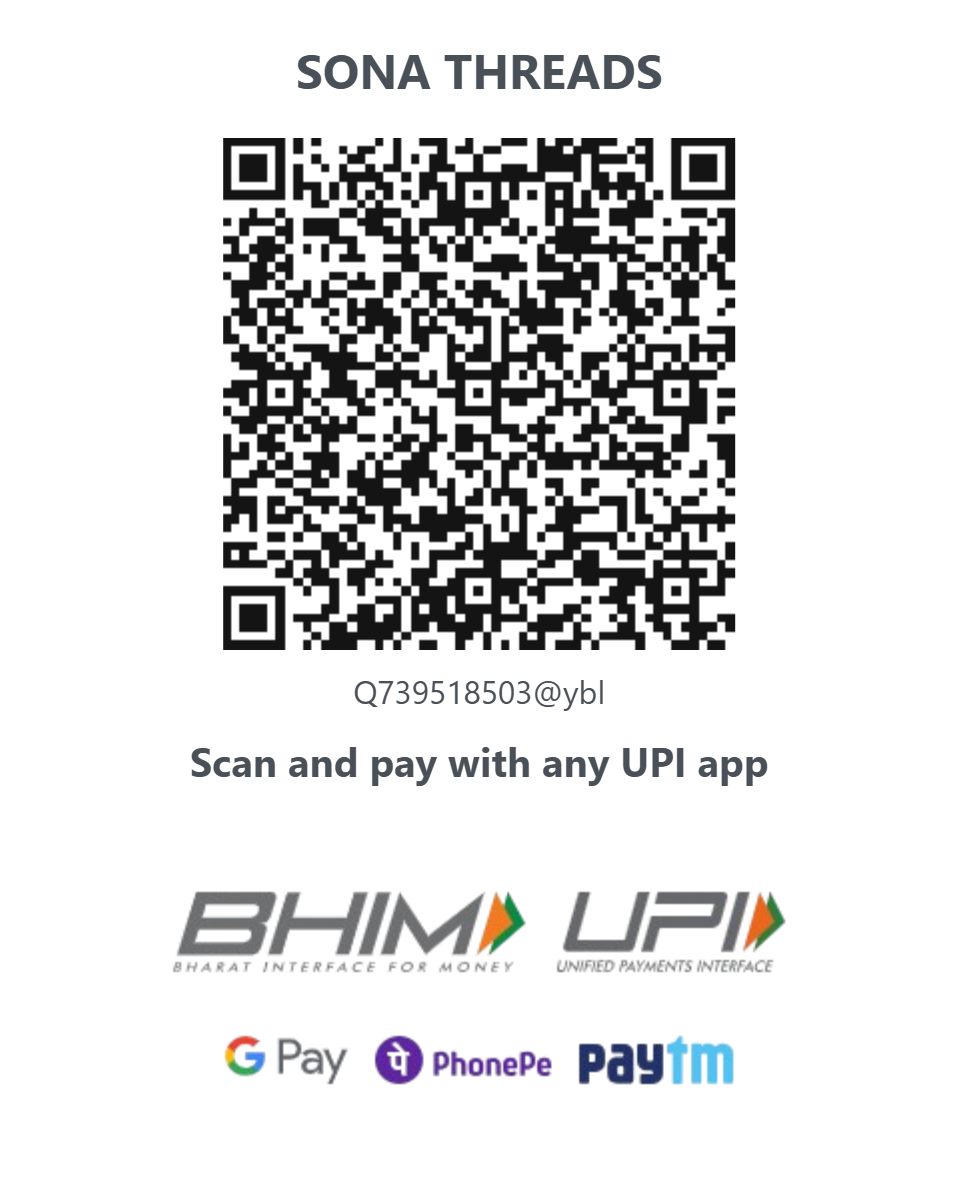 SONA THREADS
Q739518503@ybl
Scan and pay with any UPI app
BHIM UPI
BHARAT INTERFACE FOR MONEY UNIFIED PAYMENTS INTERFACE
G Pay पे PhonePe paytm